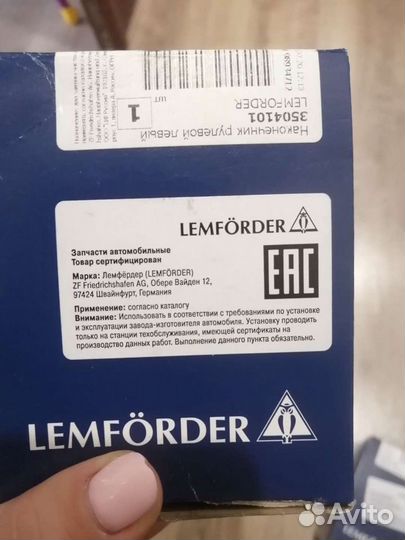 Наконечник рулевой левый
LEMFORDER
3504101
1
ШТ
LEMFÖRDER
Запчасти автомобильные
Товар сертифицирован
EAC
Марка: Лемфёрдер (LEMFÖRDER)
ZF Friedrichshafen AG, Обере Вайден 12,
97424 Швайнфурт, Германия
Применение: согласно каталогу
Внимание: Использовать в соответствии с требованиями по установке
и эксплуатации завода-изготовителя автомобиля. Установку проводить
только на станции техобслуживания, имеющей сертификаты на
производство данных работ. Выполнение данного пункта обязательно.
LEMFÖRDER
Avito